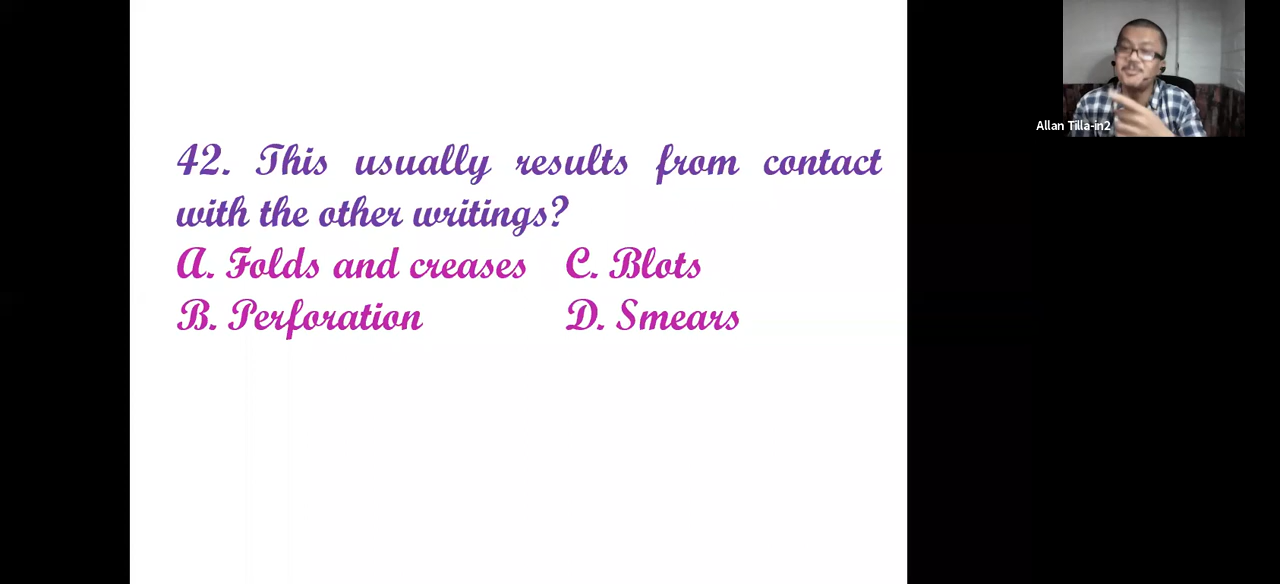 42. This usually results from contact
with the other writings?
A. Folds and creases C. Blots
B. Perforation D. Smears
Allan Tilla-in2